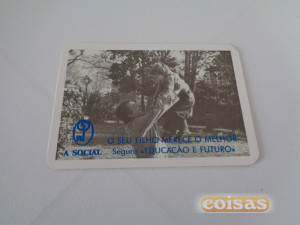 O SEU FILHO MERECE O MELHOR
A SOCIAL
Seguro «EDUCAÇÃO E FUTURO»
coisas